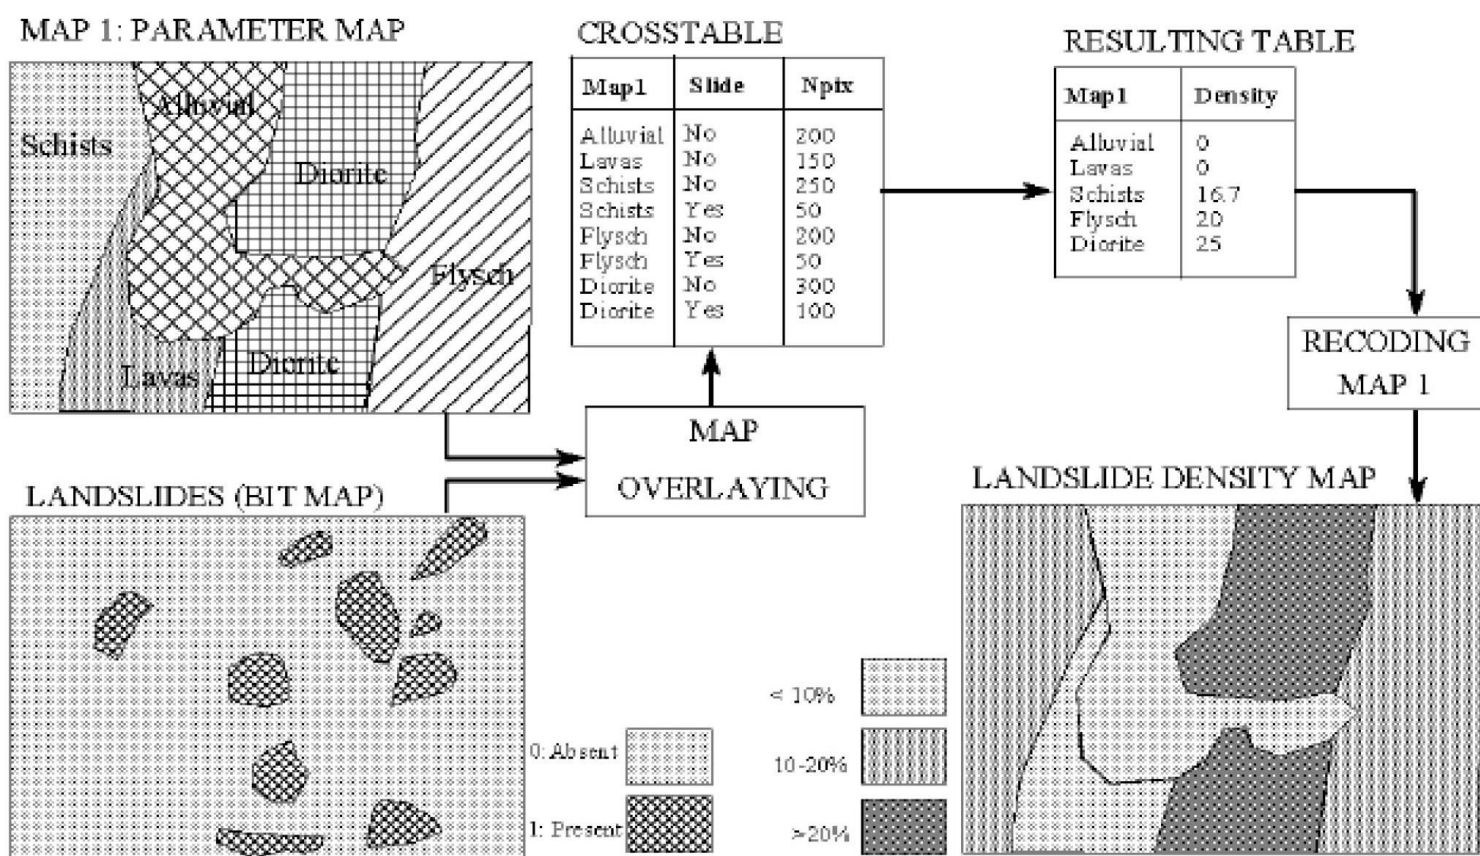 MAP 1: PARAMETER MAP
Alluvial
Schists
Diorite
Flysch
Lavas
Diorite
CROSSTABLE
Map1 Slide Npix
Alluvial No 200
Lavas No 150
Schists No 250
Schists Yes 50
Flysch No 200
Flysch Yes 50
Diorite No 300
Diorite Yes 100
RESULTING TABLE
Map1 Density
Alluvial 0
Lavas 0
Schists 16.7
Flysch 20
Diorite 25
RECODING
MAP 1
MAP
OVERLAYING
LANDSLIDES (BIT MAP)
0: Absent
1: Present
LANDSLIDE DENSITY MAP
< 10%
10-20%
>20%